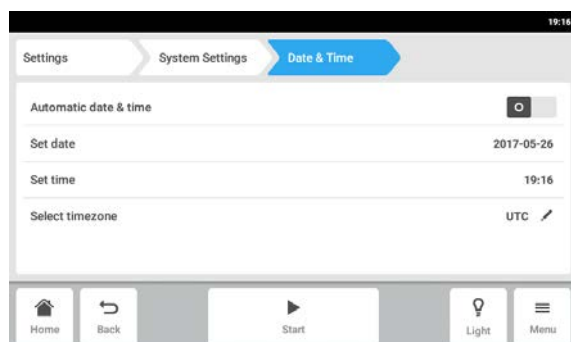 19:16
Settings System Settings Date & Time
Automatic date & time O
Set date 2017-05-26
Set time 19:16
Select timezone UTC
Home Back Start Light Menu